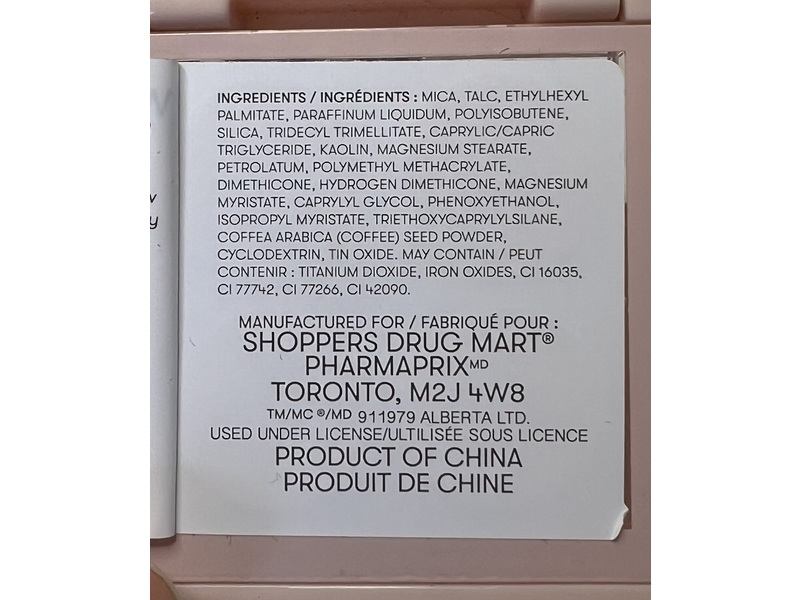 INGREDIENTS / INGRÉDIENTS : MICA, TALC, ETHYLHEXYL
PALMITATE, PARAFFINUM LIQUIDUM, POLYISOBUTENE,
SILICA, TRIDECYL TRIMELLITATE, CAPRYLIC/CAPRIC
TRIGLYCERIDE, KAOLIN, MAGNESIUM STEARATE,
PETROLATUM, POLYMETHYL METHACRYLATE,
DIMETHICONE, HYDROGEN DIMETHICONE, MAGNESIUM
MYRISTATE, CAPRYLYL GLYCOL, PHENOXYETHANOL,
ISOPROPYL MYRISTATE, TRIETHOXYCAPRYLYLSILANE,
COFFEA ARABICA (COFFEE) SEED POWDER,
CYCLODEXTRIN, TIN OXIDE. MAY CONTAIN / PEUT
CONTENIR : TITANIUM DIOXIDE, IRON OXIDES, CI 16035,
CI 77742, CI 77266, CI 42090.
MANUFACTURED FOR / FABRIQUÉ POUR :
SHOPPERS DRUG MART®
PHARMAPRIX MD
TORONTO, M2J 4W8
TM/MC ®/MD 911979 ALBERTA LTD.
USED UNDER LICENSE/ULTILISÉE SOUS LICENCE
PRODUCT OF CHINA
PRODUIT DE CHINE